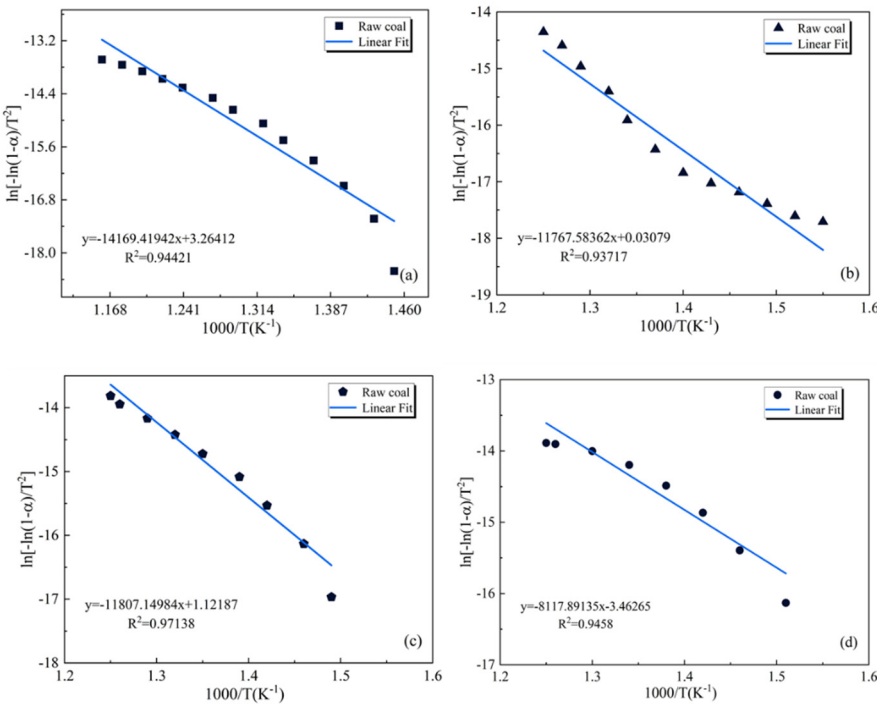 -13.2
-14.4
-15.6
-16.8
-18.0
ln[-ln(1-α)/T²]
Raw coal
Linear Fit
y=-14169.41942x+3.26412
R²=0.94421
(a)
1.168
1.241
1.314
1.387
1.460
1000/T(K⁻¹)
-14
-15
-16
-17
-18
-19
ln[-ln(1-α)/T²]
Raw coal
Linear Fit
y=-11767.58362x+0.03079
R²=0.93717
(b)
1.2
1.3
1.4
1.5
1.6
1000/T(K⁻¹)
-14
-15
-16
-17
-18
ln[-ln(1-α)/T²]
Raw coal
Linear Fit
y=-11807.14984x+1.12187
R²=0.97138
(c)
1.2
1.3
1.4
1.5
1.6
1000/T(K⁻¹)
-13
-14
-15
-16
-17
ln[-ln(1-α)/T²]
Raw coal
Linear Fit
y=-8117.89135x-3.46265
R²=0.9458
(d)
1.2
1.3
1.4
1.5
1.6
1000/T(K⁻¹)